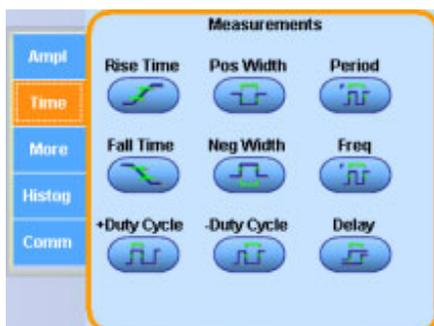 Measurements
Ampl
Time
More
Histog
Comm
Rise Time Pos Width Period
Fall Time Neg Width Freq
+Duty Cycle -Duty Cycle Delay